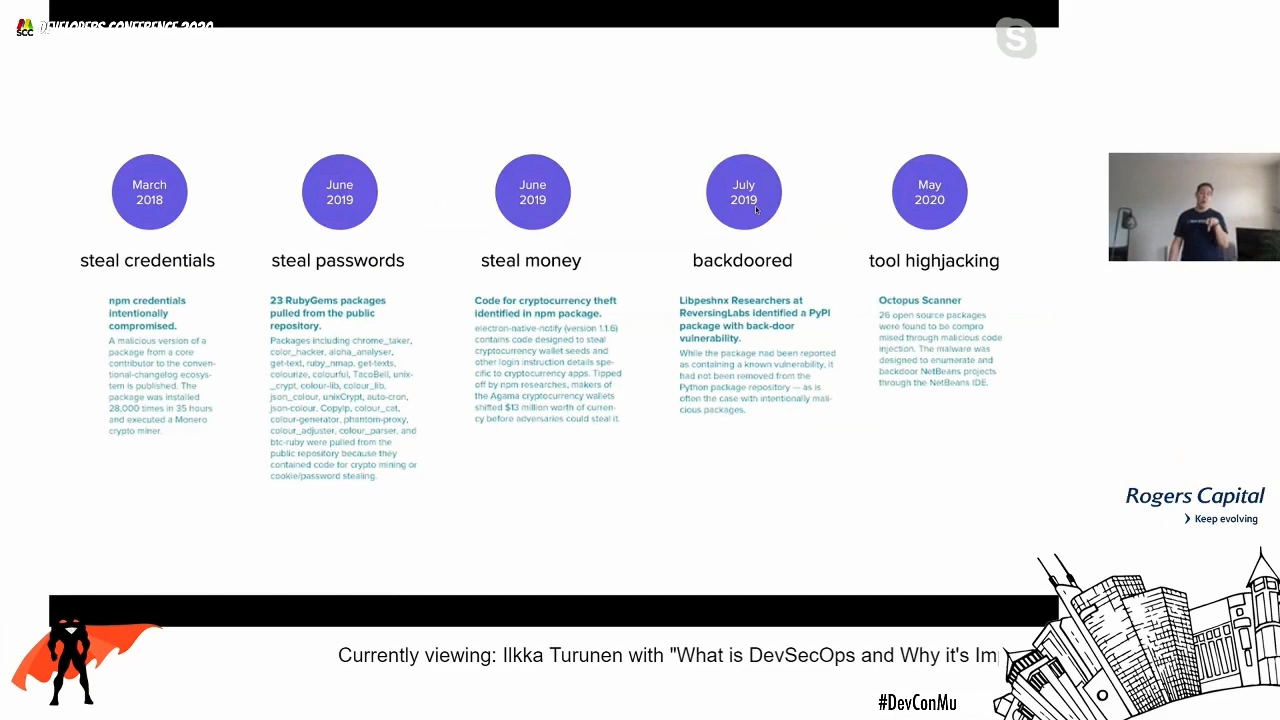 SCC DEVELOPERS CONFERENCE 2020
S
March
2018
steal credentials
npm credentials
intentionally
compromised.
A malicious version of a
package from a core
contributor to the conven-
tional-changelog ecosys-
tem is published. The
package was installed
28,000 times in 35 hours
and executed a Monero
crypto miner.
June
2019
steal passwords
23 RubyGems packages
pulled from the public
repository.
Packages including chrome_taker,
color_hacker, aloha_analyser,
get-text, ruby_nmap, get-texts,
colourize, colourful, TacoBell, unix-
_crypt, colour-lib, colour_lib,
json_colour, unixCrypt, auto-cron,
json-colour, CopyIp, colour_cat,
colour-generator, phantom-proxy,
colour_adjuster, colour_parser, and
btc-ruby were pulled from the
public repository because they
contained code for crypto mining or
cookie/password stealing.
June
2019
steal money
Code for cryptocurrency theft
identified in npm package.
electron-native-notify (version 1.1.6)
contains code designed to steal
cryptocurrency wallet seeds and
other login instruction details spe-
cific to cryptocurrency apps. Tipped
off by npm researches, makers of
the Agama cryptocurrency wallets
shifted $13 million worth of curren-
cy before adversaries could steal it.
July
2019
backdoored
Libpeshnx Researchers at
ReversingLabs identified a PyPI
package with back-door
vulnerability.
While the package had been reported
as containing a known vulnerability, it
had not been removed from the
Python package repository — as is
often the case with intentionally mali-
cious packages.
May
2020
tool highjacking
Octopus Scanner
26 open source packages
were found to be compro
mised through malicious code
injection. The malware was
designed to enumerate and
backdoor NetBeans projects
through the NetBeans IDE.
Rogers Capital
Keep evolving
Currently viewing: Ilkka Turunen with "What is DevSecOps and Why it's Im
#DevConMu